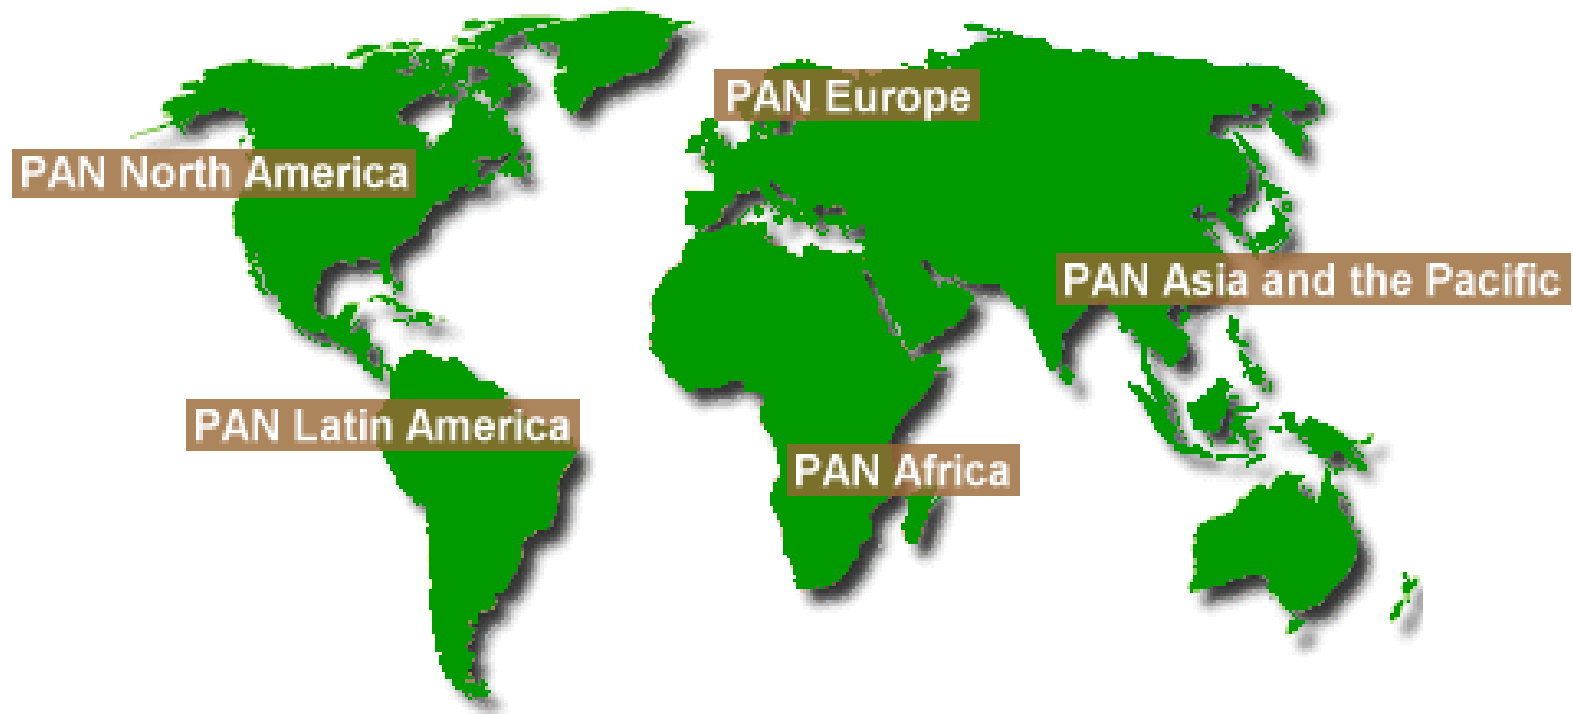 PAN Europe
PAN North America
PAN Asia and the Pacific
PAN Latin America
PAN Africa